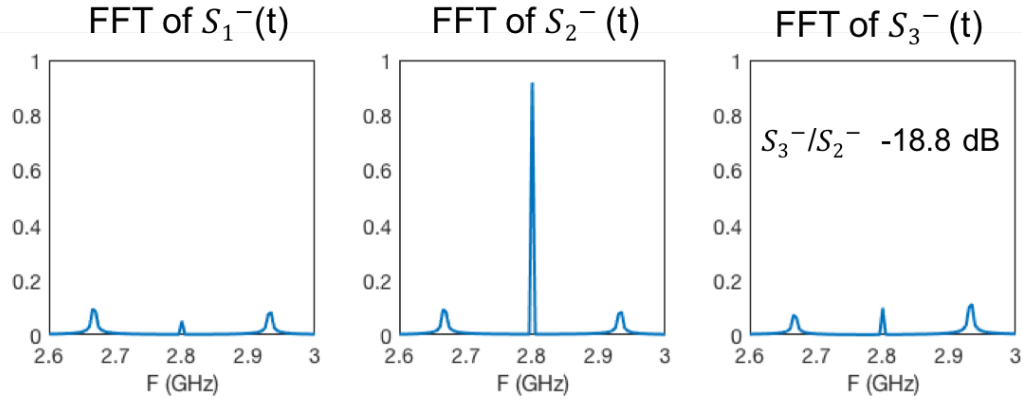 FFT of S₁⁻(t)
1
0.8
0.6
0.4
0.2
0
2.6 2.7 2.8 2.9 3
F (GHz)
FFT of S₂⁻ (t)
1
0.8
0.6
0.4
0.2
0
2.6 2.7 2.8 2.9 3
F (GHz)
FFT of S₃⁻ (t)
1
0.8
S₃⁻/S₂⁻ -18.8 dB
0.6
0.4
0.2
0
2.6 2.7 2.8 2.9 3
F (GHz)